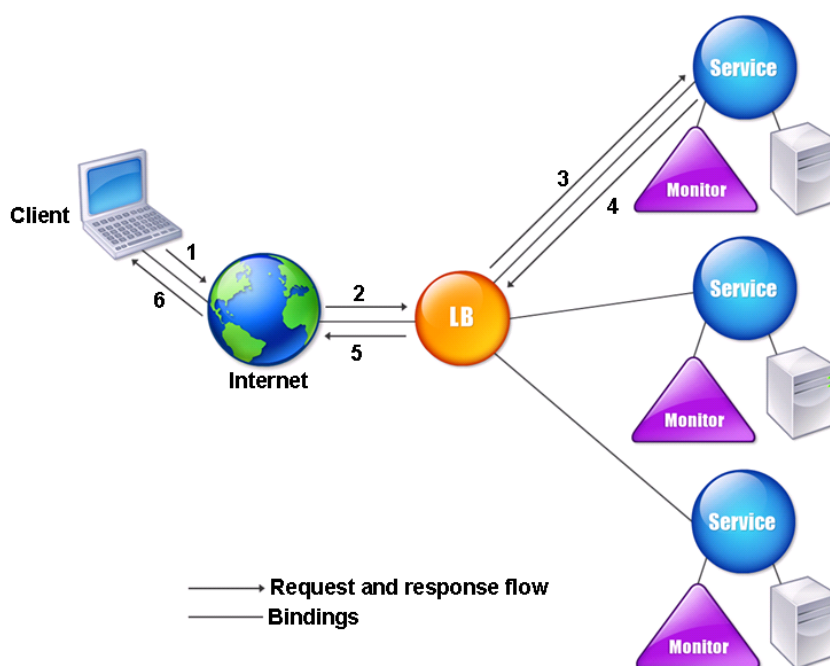 Service
Monitor
3
4
Client
1
6
2
LB
5
Internet
Service
Monitor
Service
Monitor
Request and response flow
Bindings